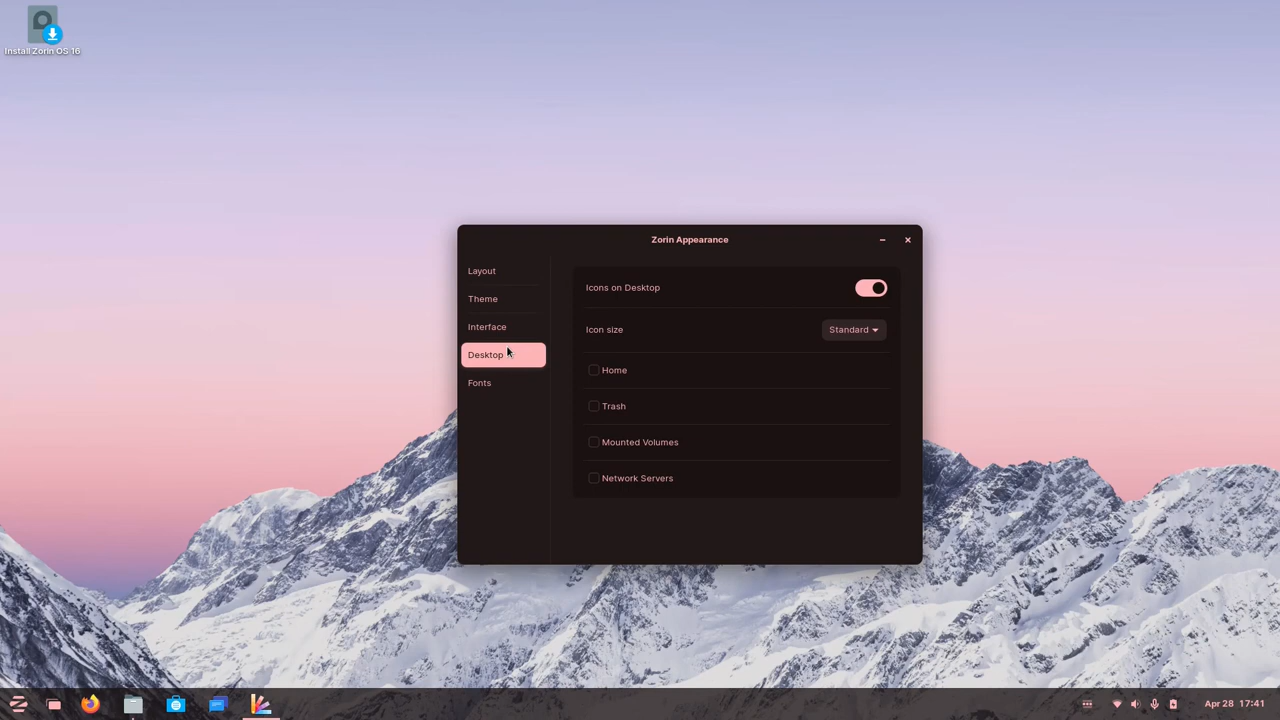 Install Zorin OS 16
Zorin Appearance
Layout
Theme
Interface
Desktop
Fonts
Icons on Desktop
Icon size
Standard
Home
Trash
Mounted Volumes
Network Servers
Apr 28 17:41